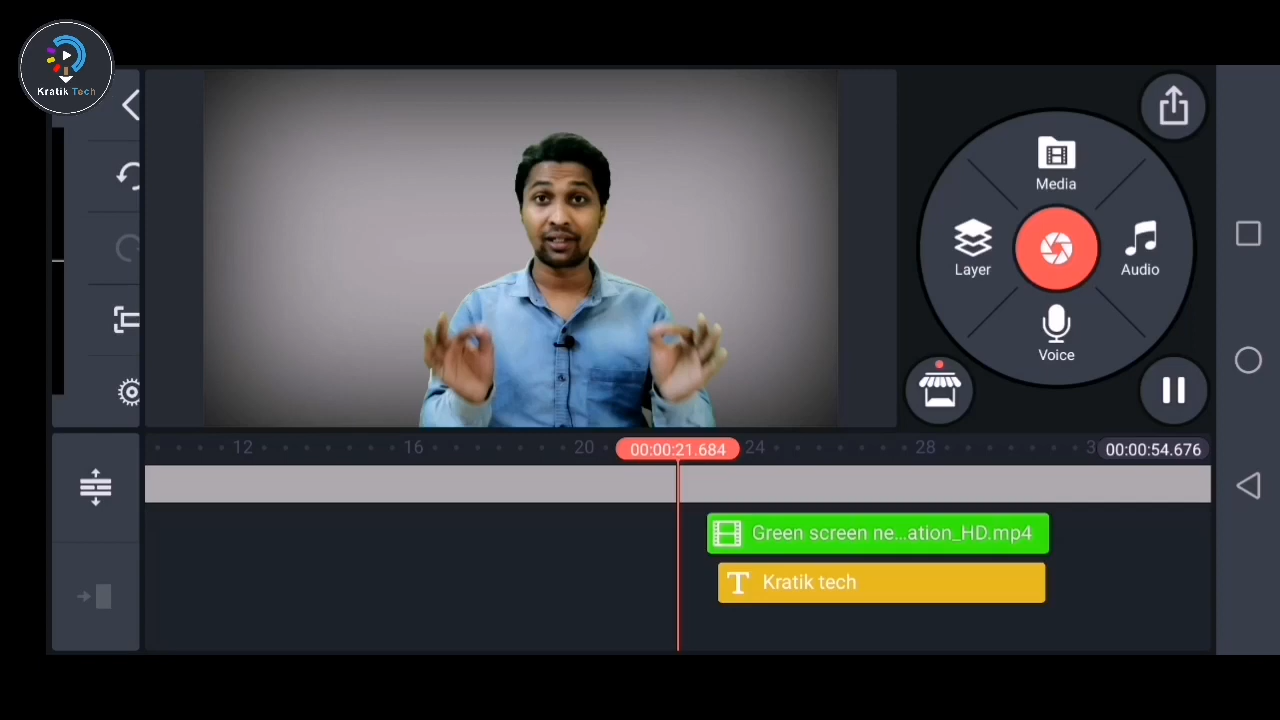 Kratik Tech
Media
Layer
Audio
Voice
12
16
20
00:00:21.684
24
28
00:00:54.676
Green screen ne...ation_HD.mp4
T
Kratik tech